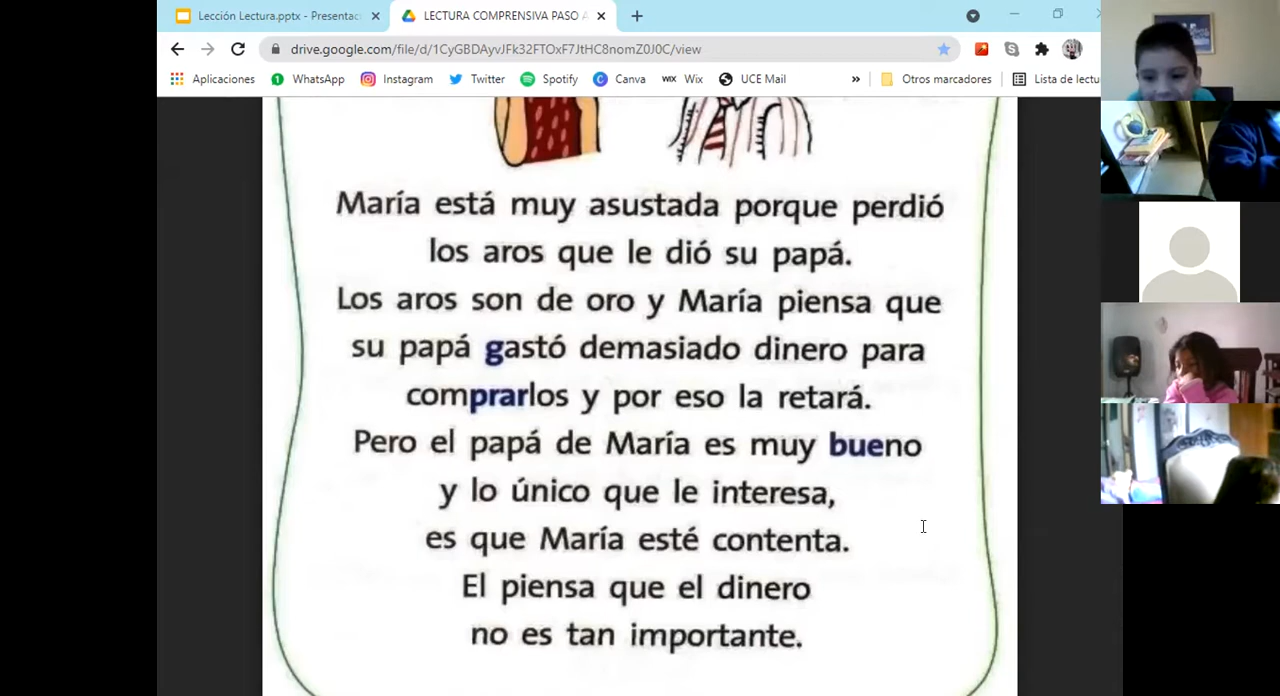 Lección Lectura.pptx - Presentac
LECTURA COMPRENSIVA PASO A
drive.google.com/file/d/1CyGBDAyvJFk32FTOxF7JtHC8nomZ0J0C/view
Aplicaciones WhatsApp Instagram Twitter Spotify Canva WiX Wix UCE Mail » Otros marcadores Lista de lectu
María está muy asustada porque perdió
los aros que le dió su papá.
Los aros son de oro y María piensa que
su papá gastó demasiado dinero para
comprarlos y por eso la retará.
Pero el papá de María es muy bueno
y lo único que le interesa,
es que María esté contenta.
El piensa que el dinero
no es tan importante.